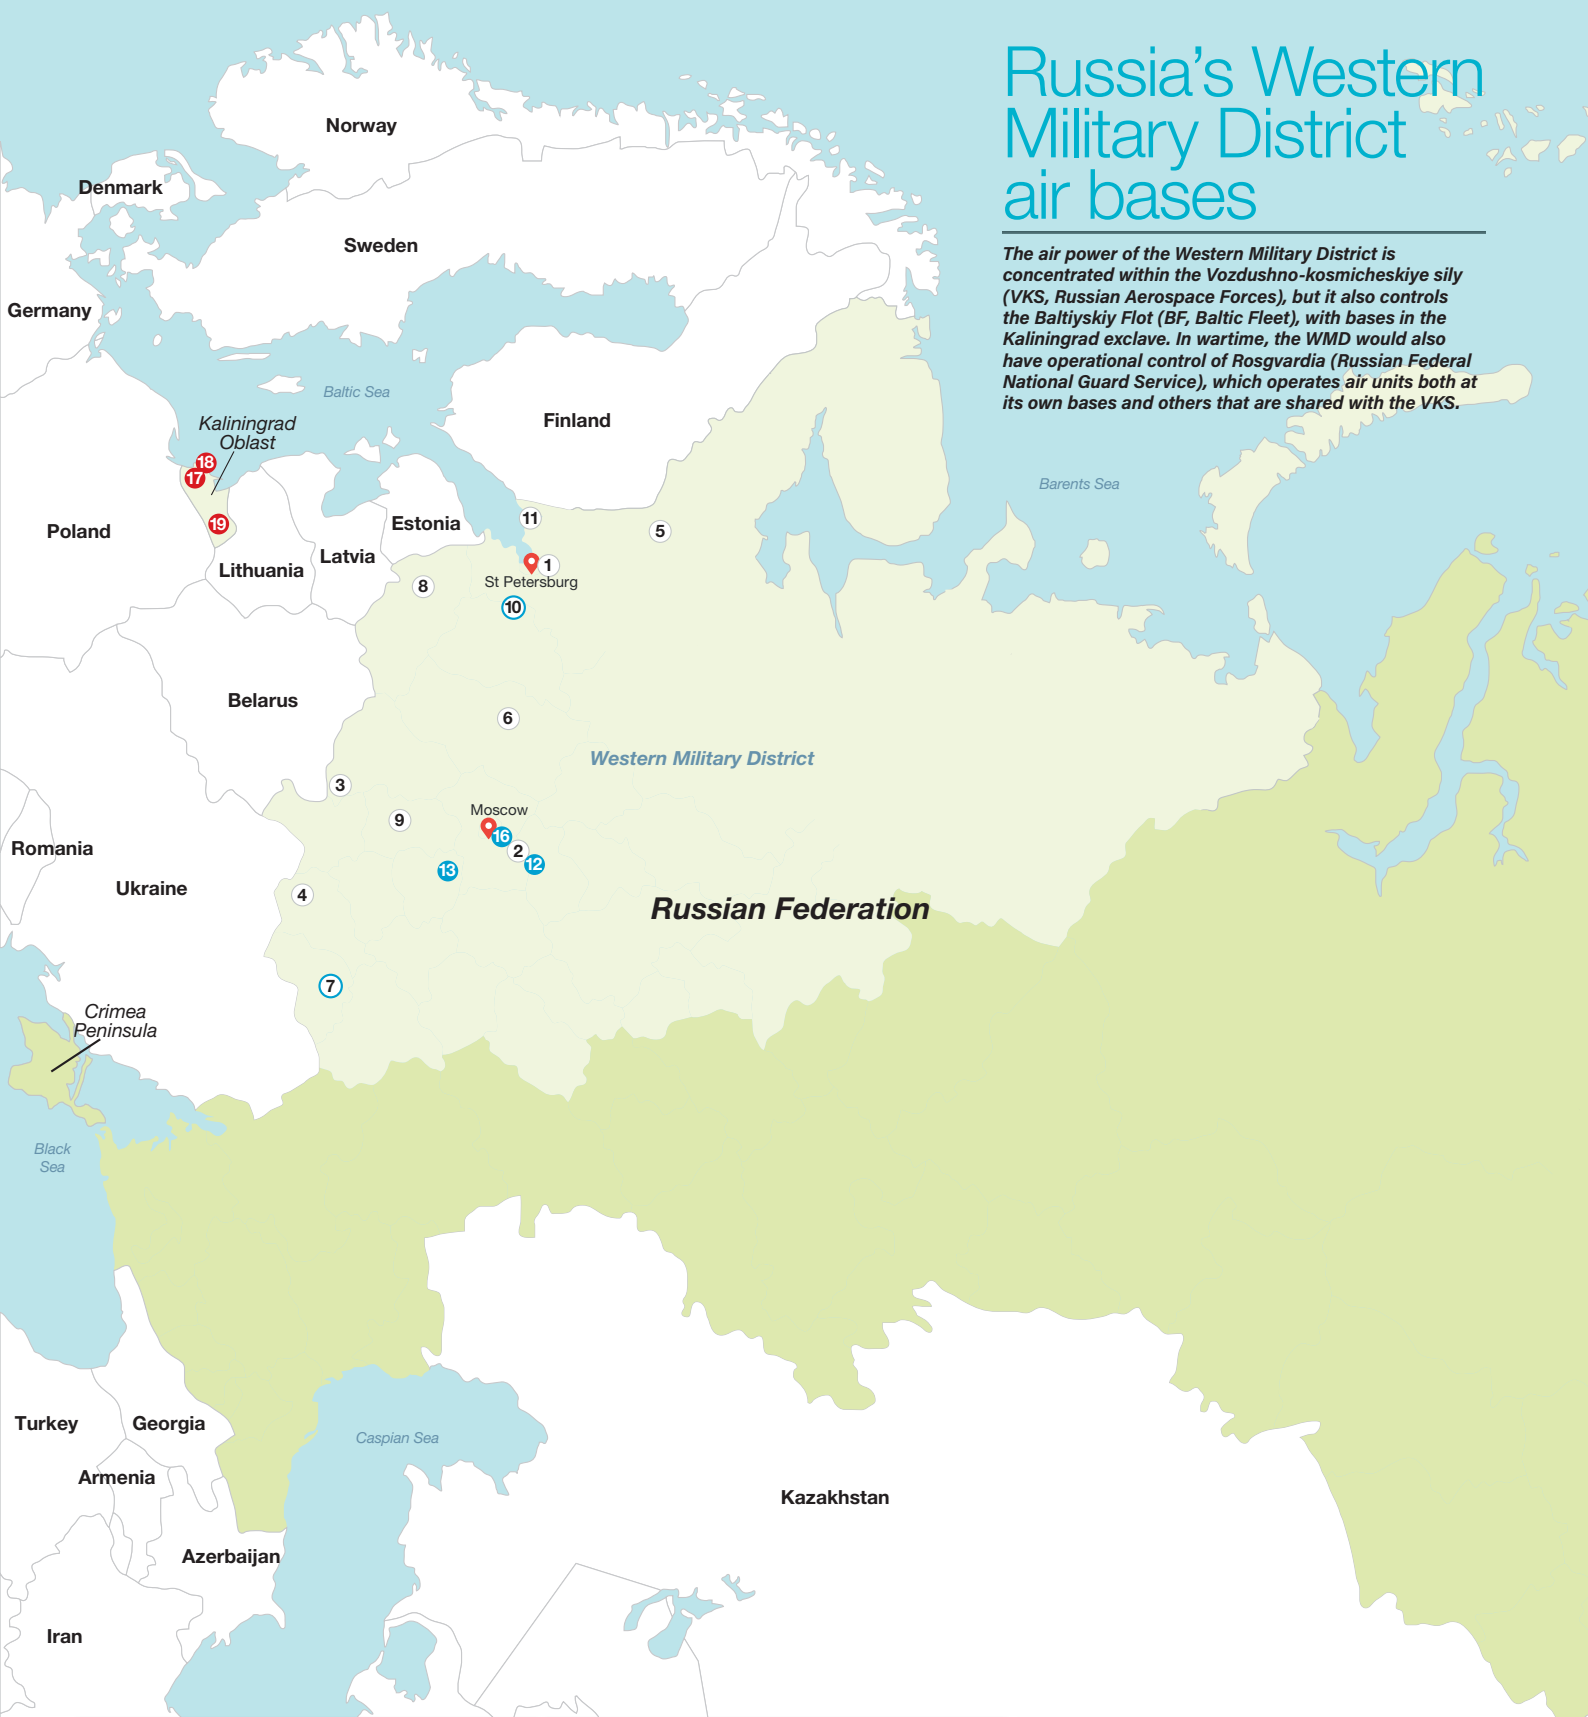 Russia's Western
Military District
air bases
The air power of the Western Military District is
concentrated within the Vozdushno-kosmicheskiye sily
(VKS, Russian Aerospace Forces), but it also controls
the Baltiyskiy Flot (BF, Baltic Fleet), with bases in the
Kaliningrad exclave. In wartime, the WMD would also
have operational control of Rosgvardia (Russian Federal
National Guard Service), which operates air units both at
its own bases and others that are shared with the VKS.
Norway
Denmark
Sweden
Germany
Baltic Sea
Finland
Kaliningrad
Oblast
18
17
Barents Sea
19
11
Estonia
5
Poland
Latvia
1
Lithuania
St Petersburg
8
10
Belarus
6
Western Military District
3
Moscow
9
16
Romania
2
12
13
Ukraine
4
Russian Federation
7
Crimea
Peninsula
Black
Sea
Turkey
Georgia
Caspian Sea
Armenia
Kazakhstan
Azerbaijan
Iran